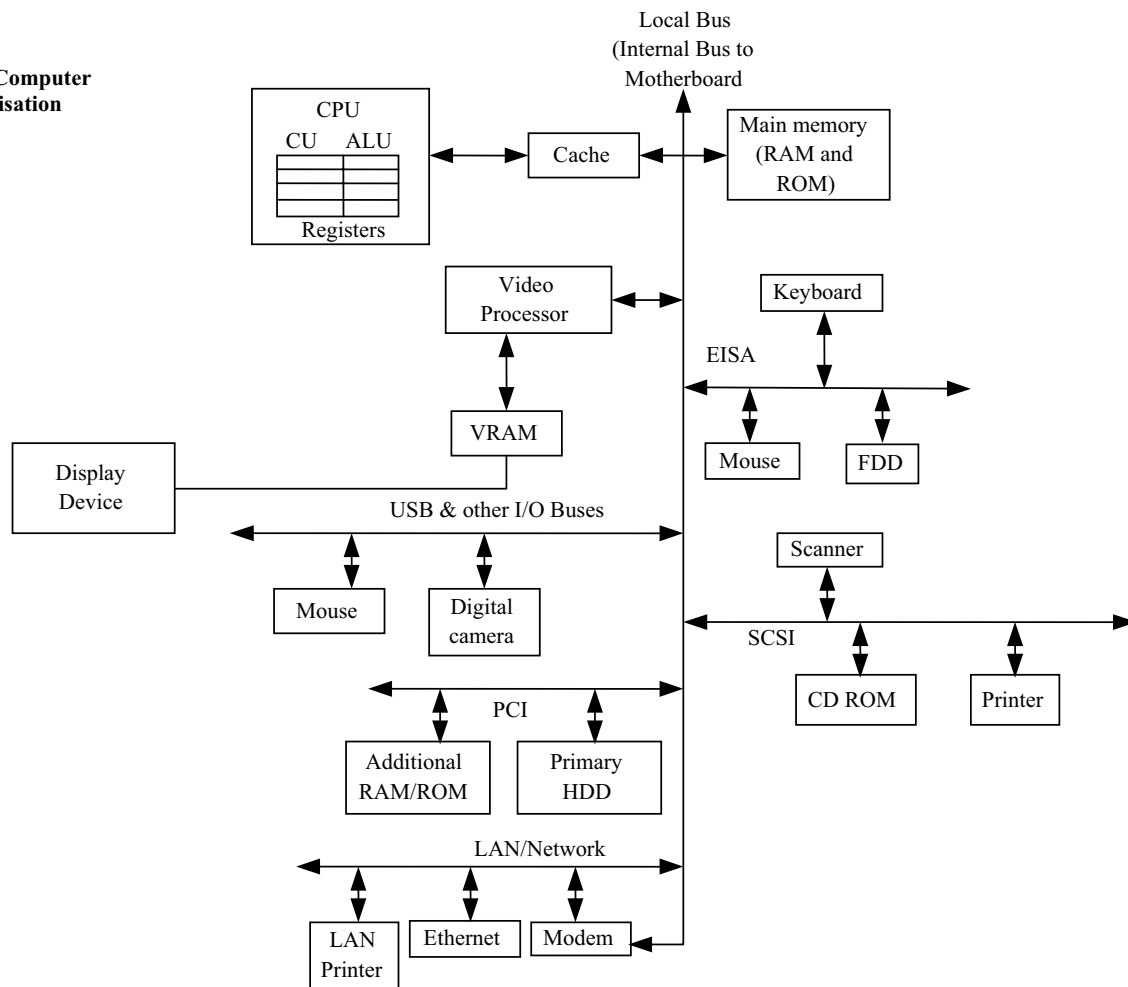 Computer
isation
Local Bus
(Internal Bus to
Motherboard
CPU
CU ALU
Registers
Cache
Main memory
(RAM and
ROM)
Video
Processor
Keyboard
EISA
VRAM
Mouse
FDD
Display
Device
USB & other I/O Buses
Mouse
Digital
camera
Scanner
SCSI
CD ROM
Printer
PCI
Additional
RAM/ROM
Primary
HDD
LAN/Network
LAN
Printer
Ethernet
Modem